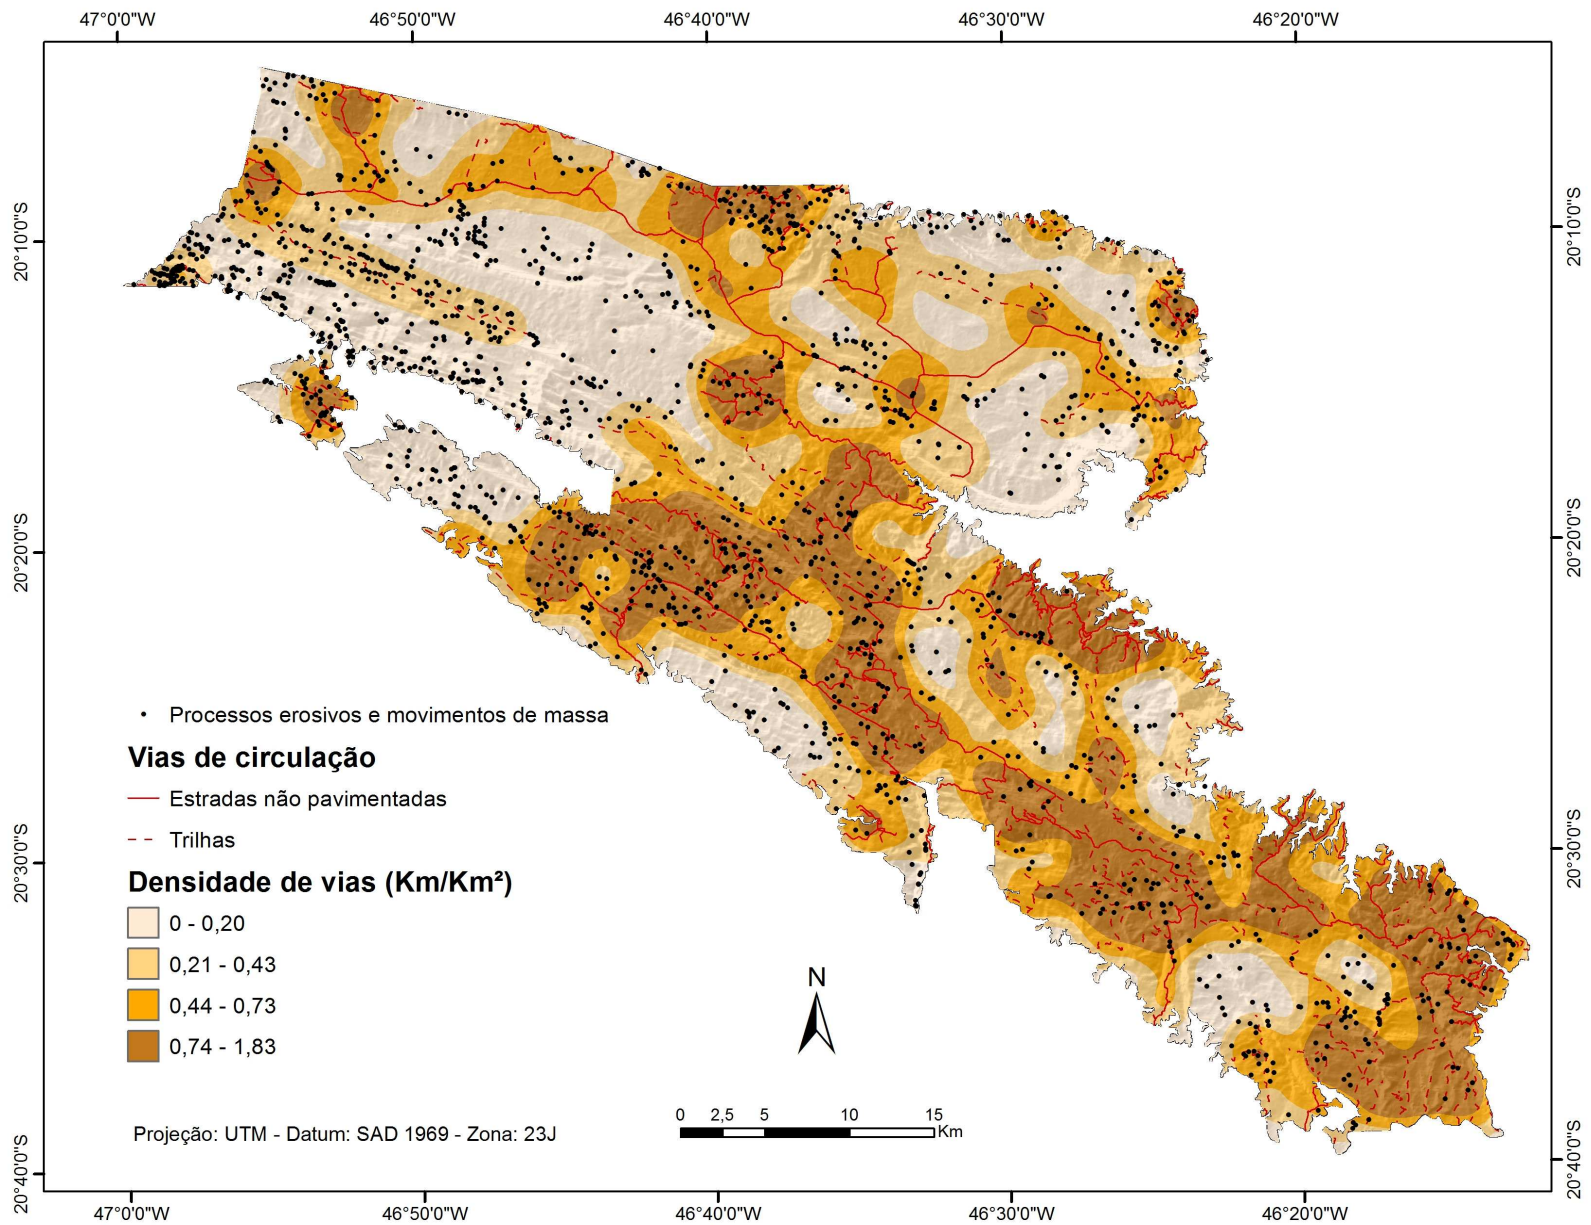 47°0'0"W
46°50'0"W
46°40'0"W
46°30'0"W
46°20'0"W
20°10'0"S
20°10'0"S
20°20'0"S
20°20'0"S
20°30'0"S
20°30'0"S
20°40'0"S
20°40'0"S
Processos erosivos e movimentos de massa
Vias de circulação
Estradas não pavimentadas
Trilhas
Densidade de vias (Km/Km²)
0 - 0,20
0,21 - 0,43
0,44 - 0,73
0,74 - 1,83
N
0 2,5 5 10 15
Km
Projeção: UTM - Datum: SAD 1969 - Zona: 23J
47°0'0"W
46°50'0"W
46°40'0"W
46°30'0"W
46°20'0"W